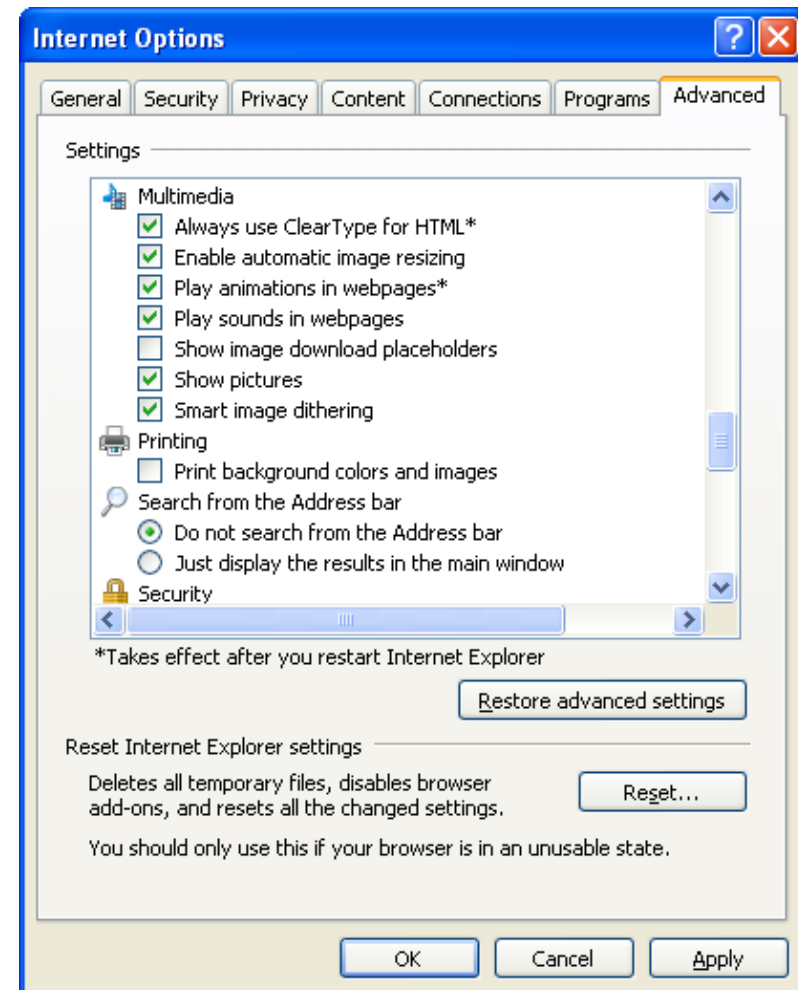 Internet Options
General Security Privacy Content Connections Programs Advanced
Settings
Multimedia
Always use ClearType for HTML*
Enable automatic image resizing
Play animations in webpages*
Play sounds in webpages
Show image download placeholders
Show pictures
Smart image dithering
Printing
Print background colors and images
Search from the Address bar
Do not search from the Address bar
Just display the results in the main window
Security
*Takes effect after you restart Internet Explorer
Restore advanced settings
Reset Internet Explorer settings
Deletes all temporary files, disables browser
add-ons, and resets all the changed settings.
Reset...
You should only use this if your browser is in an unusable state.
OK Cancel Apply